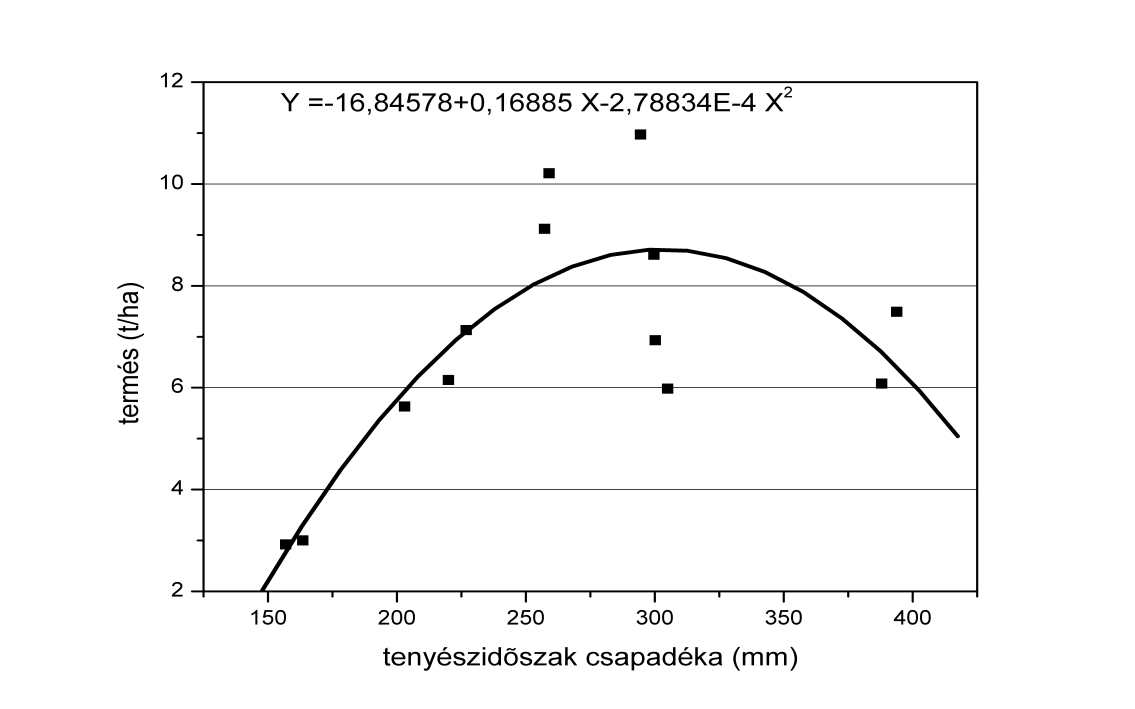 Y =-16,84578+0,16885 X-2,78834E-4 X²
12
10
8
6
4
2
termés (t/ha)
150 200 250 300 350 400
tenyészidõszak csapadéka (mm)